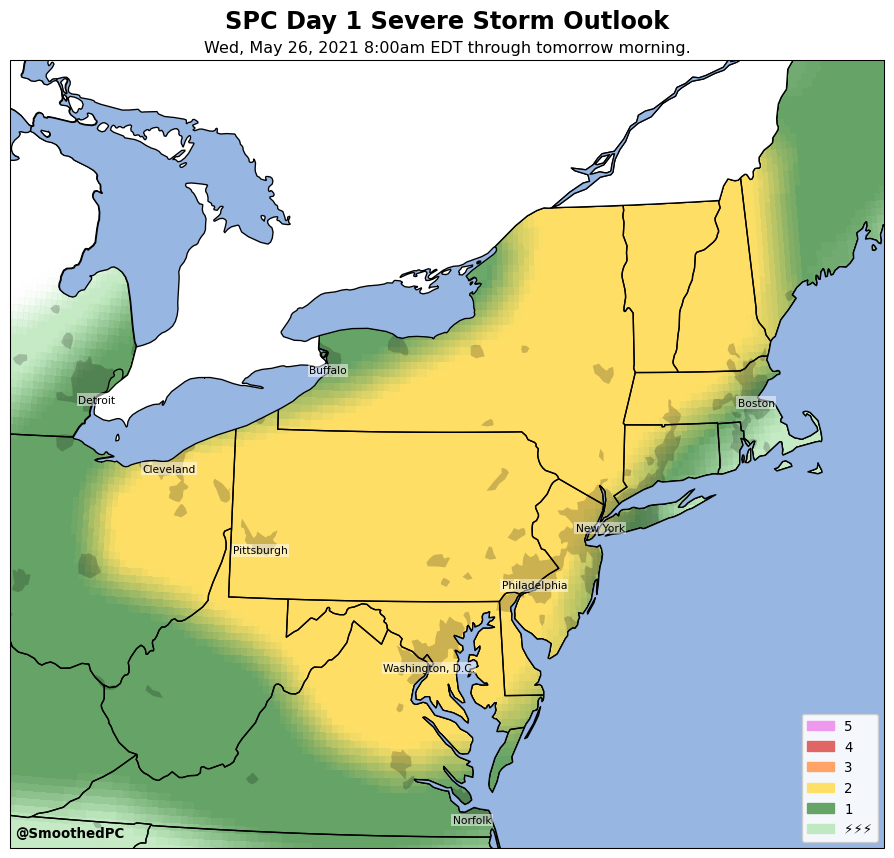 SPC Day 1 Severe Storm Outlook
Wed, May 26, 2021 8:00am EDT through tomorrow morning.
Buffalo
Detroit
Boston
Cleveland
New York
Pittsburgh
Philadelphia
Washington, D.C.
Norfolk
5
4
3
2
1
⚡⚡⚡
@SmoothedPC